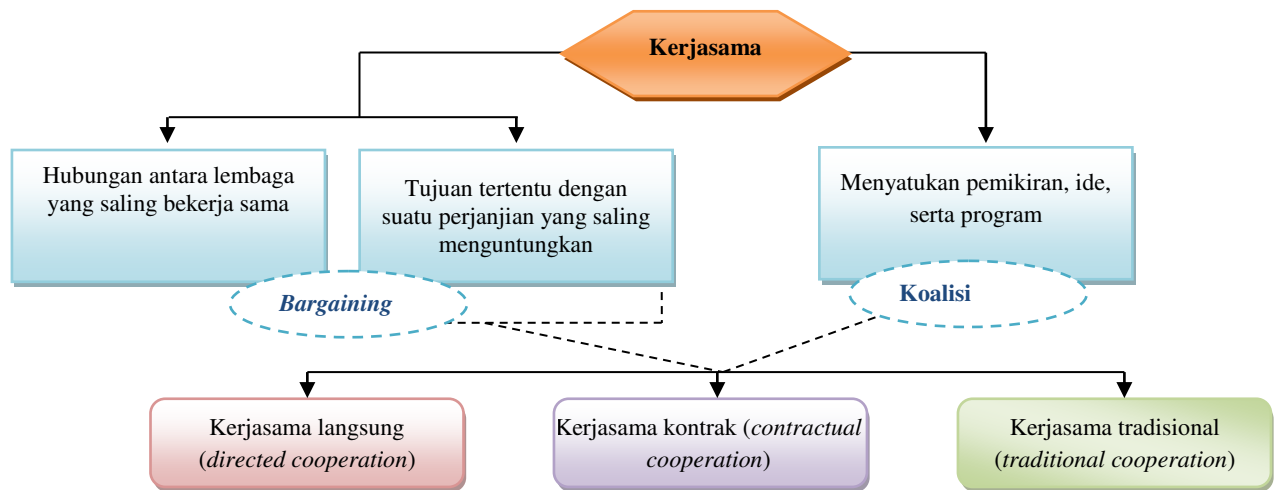 Kerjasama
Hubungan antara lembaga
yang saling bekerja sama
Tujuan tertentu dengan
suatu perjanjian yang saling
menguntungkan
Menyatukan pemikiran, ide,
serta program
Bargaining
Koalisi
Kerjasama langsung
(directed cooperation)
Kerjasama kontrak (contractual
cooperation)
Kerjasama tradisional
(traditional cooperation)